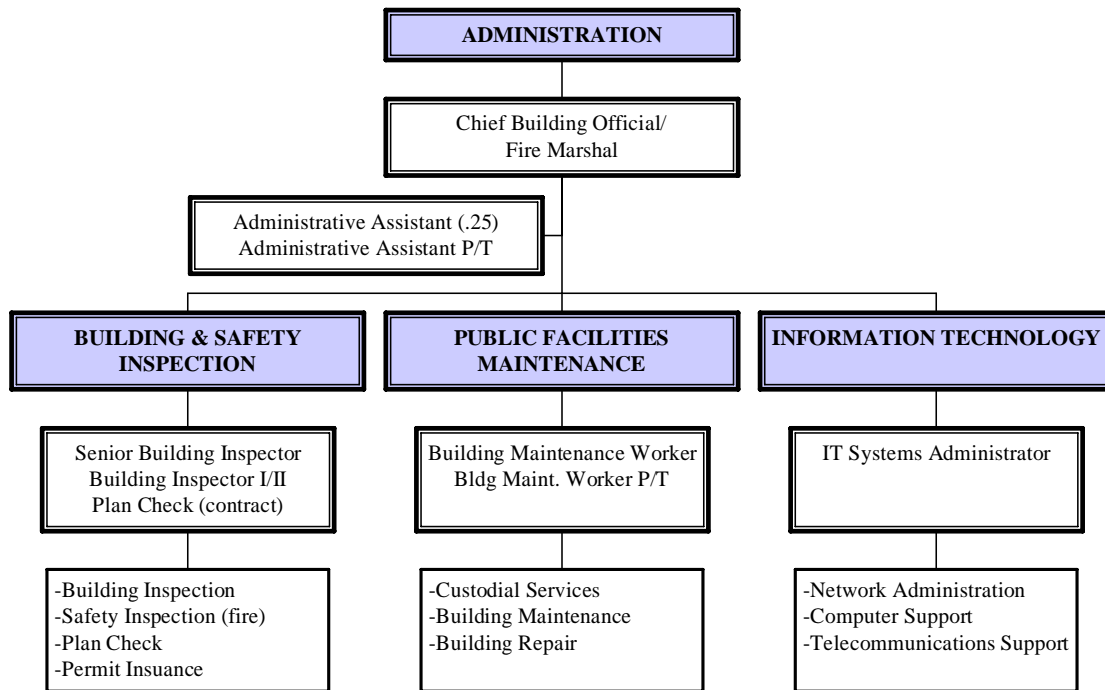 ADMINISTRATION
Chief Building Official/
Fire Marshal
Administrative Assistant (.25)
Administrative Assistant P/T
BUILDING & SAFETY
INSPECTION
PUBLIC FACILITIES
MAINTENANCE
INFORMATION TECHNOLOGY
Senior Building Inspector
Building Inspector I/II
Plan Check (contract)
Building Maintenance Worker
Bldg Maint. Worker P/T
IT Systems Administrator
-Building Inspection
-Safety Inspection (fire)
-Plan Check
-Permit Insuance
-Custodial Services
-Building Maintenance
-Building Repair
-Network Administration
-Computer Support
-Telecommunications Support